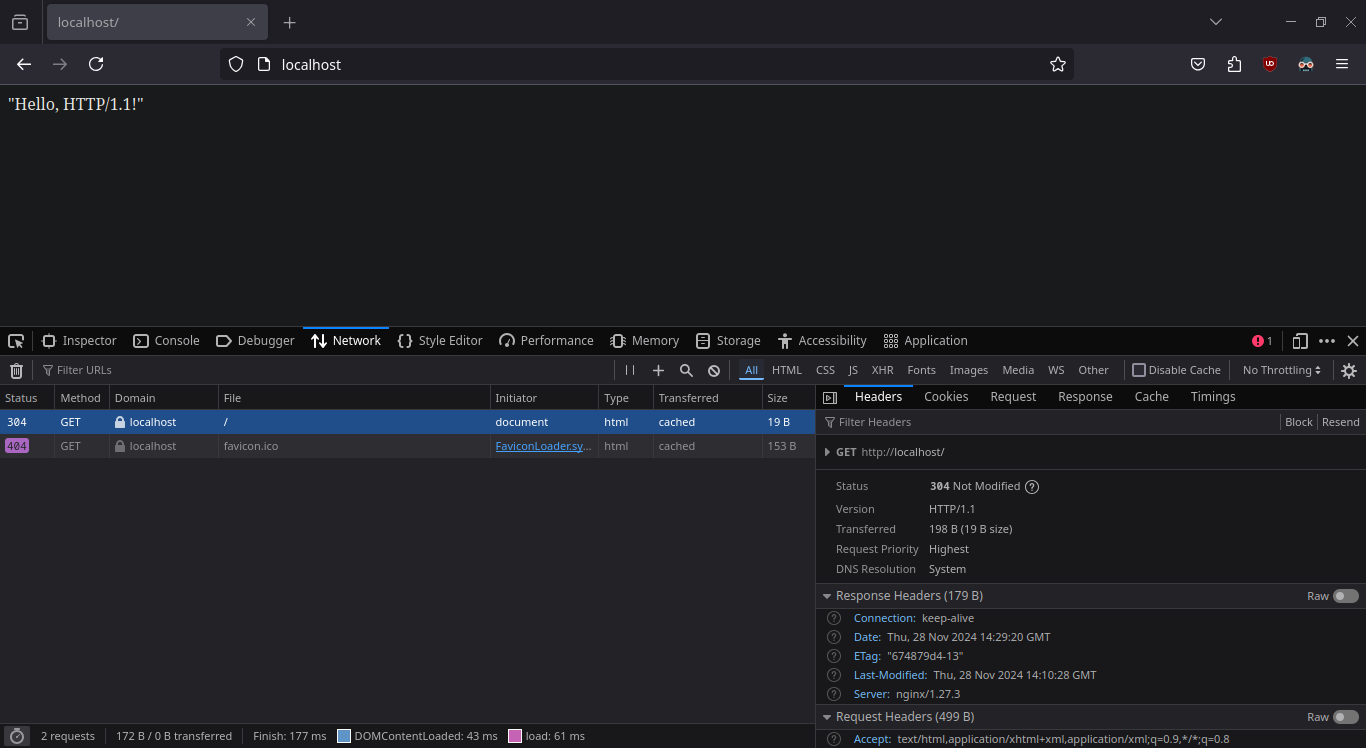 localhost/
localhost
"Hello, HTTP/1.1!"
Inspector Console Debugger Network Style Editor Performance Memory Storage Accessibility Application 1
Filter URLs All HTML CSS JS XHR Fonts Images Media WS Other Disable Cache No Throttling
Status Method Domain File Initiator Type Transferred Size
304 GET localhost / document html cached 19 B
404 GET localhost favicon.ico FaviconLoader.sy... html cached 153 B
2 requests 172 B / 0 B transferred Finish: 177 ms DOMContentLoaded: 43 ms load: 61 ms
Headers Cookies Request Response Cache Timings
Filter Headers Block Resend
GET http://localhost/
Status 304 Not Modified ?
Version HTTP/1.1
Transferred 198 B (19 B size)
Request Priority Highest
DNS Resolution System
Response Headers (179 B) Raw
? Connection: keep-alive
? Date: Thu, 28 Nov 2024 14:29:20 GMT
? ETag: "674879d4-13"
? Last-Modified: Thu, 28 Nov 2024 14:10:28 GMT
? Server: nginx/1.27.3
Request Headers (499 B) Raw
? Accept: text/html,application/xhtml+xml,application/xml;q=0.9,*/*;q=0.8